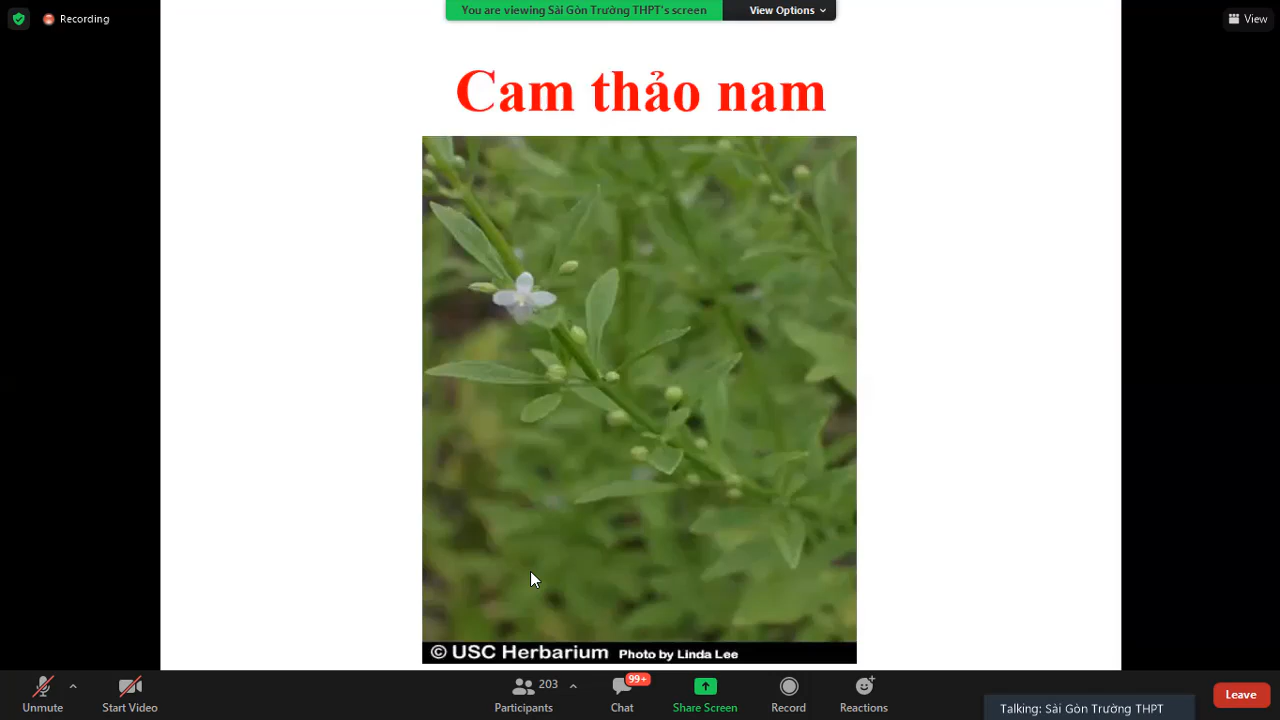 Recording
You are viewing Sài Gòn Trường THPT's screen
View Options
View
Cam thảo nam
© USC Herbarium Photo by Linda Lee
Unmute
Start Video
203
Participants
99+
Chat
Share Screen
Record
Reactions
Talking: Sài Gòn Trường THPT
Leave